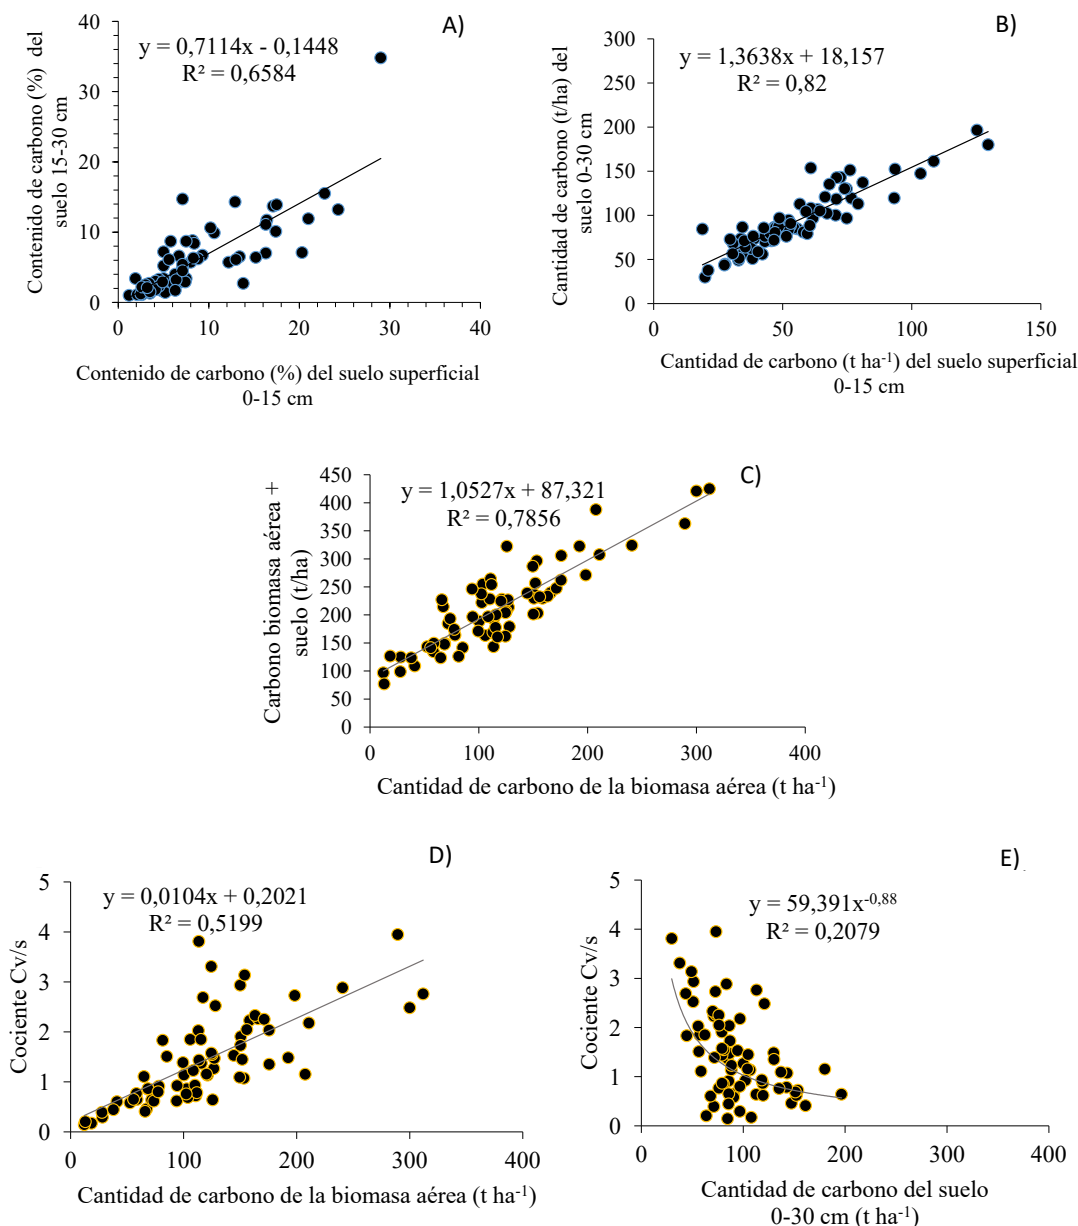 A)
y = 0,7114x - 0,1448
R² = 0,6584
Contenido de carbono (%) del
suelo 15-30 cm
40
30
20
10
0
0 10 20 30 40
Contenido de carbono (%) del suelo superficial
0-15 cm
B)
y = 1,3638x + 18,157
R² = 0,82
Cantidad de carbono (t/ha) del
suelo 0-30 cm
300
250
200
150
100
50
0
0 50 100 150
Cantidad de carbono (t ha-1) del suelo superficial
0-15 cm
C)
y = 1,0527x + 87,321
R² = 0,7856
Carbono biomasa aérea +
suelo (t/ha)
450
400
350
300
250
200
150
100
50
0
0 100 200 300 400
Cantidad de carbono de la biomasa aérea (t ha-1)
D)
y = 0,0104x + 0,2021
R² = 0,5199
Cociente Cv/s
5
4
3
2
1
0
0 100 200 300 400
Cantidad de carbono de la biomasa aérea (t ha-1)
E)
y = 59,391x-0,88
R² = 0,2079
Cociente Cv/s
5
4
3
2
1
0
0 100 200 300 400
Cantidad de carbono del suelo
0-30 cm (t ha-1)